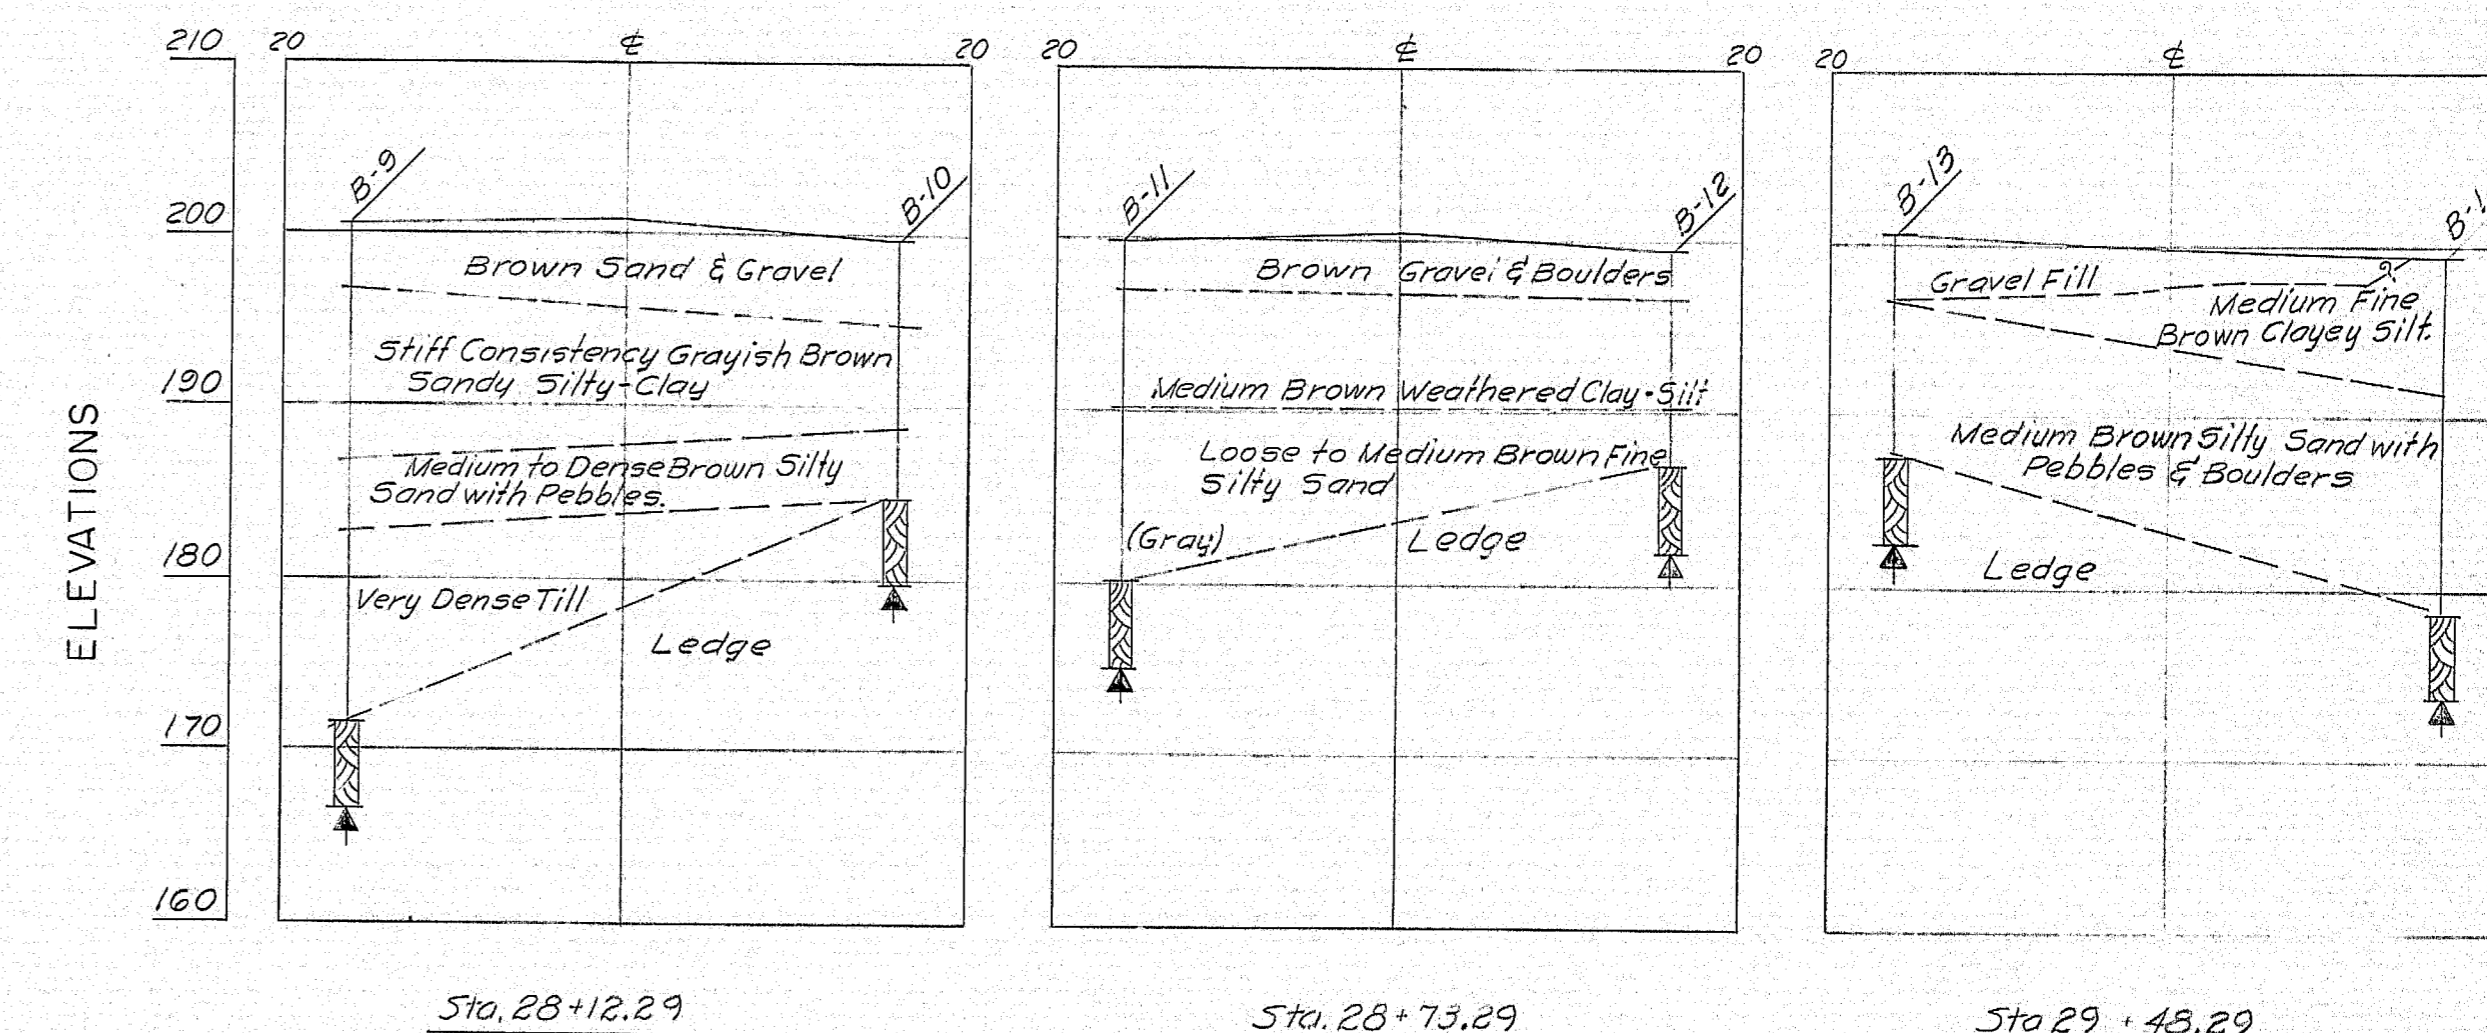 ELEVATIONS
210
200
190
180
170
160
20 ℄ 20
B-9
B-10
Brown Sand & Gravel
Stiff Consistency Grayish Brown
Sandy Silty-Clay
Medium to Dense Brown Silty
Sand with Pebbles.
Very Dense Till
Ledge
Sta. 28+12.29
20 ℄ 20
B-11
B-12
Brown Gravel & Boulders
Medium Brown Weathered Clay-Silt
Loose to Medium Brown Fine
Silty Sand
(Gray)
Ledge
Sta. 28+73.29
20 ℄
B-13
B-1
Gravel Fill
?
Medium Fine
Brown Clayey Silt.
Medium Brown Silty Sand with
Pebbles & Boulders
Ledge
Sta 29 + 48.29